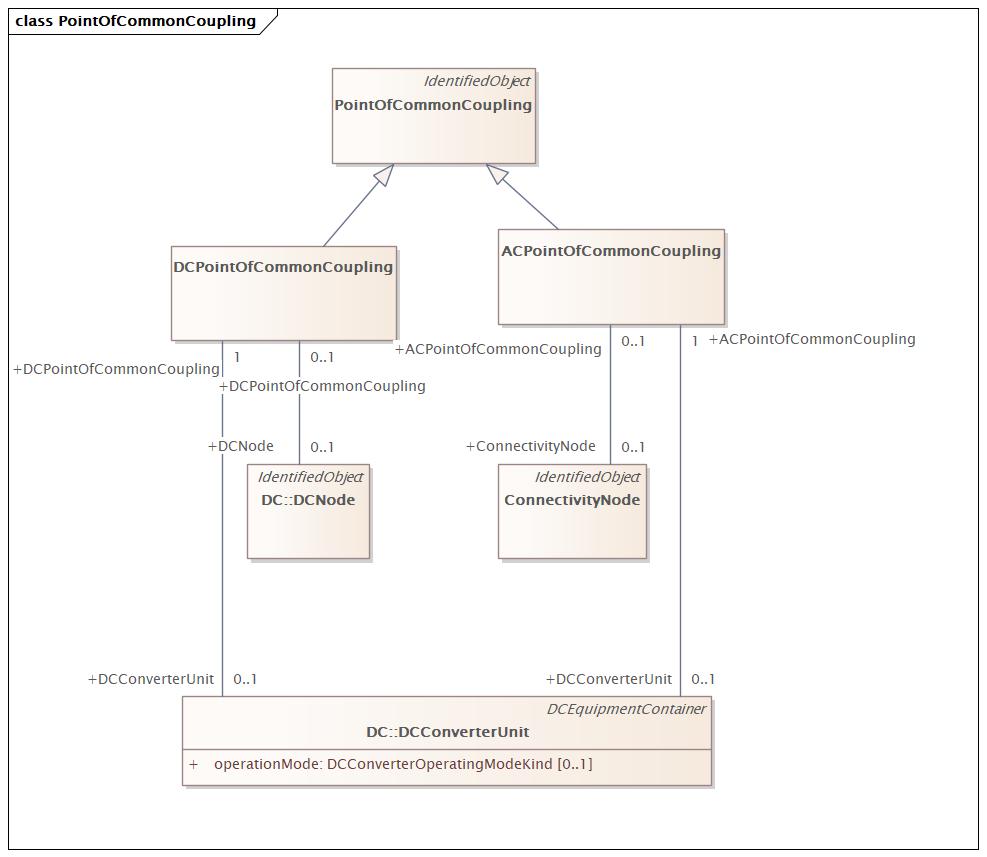 class PointOfCommonCoupling
IdentifiedObject
PointOfCommonCoupling
DCPointOfCommonCoupling
ACPointOfCommonCoupling
1
0..1
+ACPointOfCommonCoupling
0..1
1
+ACPointOfCommonCoupling
+DCPointOfCommonCoupling
+DCPointOfCommonCoupling
+DCNode
0..1
+ConnectivityNode
0..1
IdentifiedObject
DC::DCNode
IdentifiedObject
ConnectivityNode
+DCConverterUnit
0..1
+DCConverterUnit
0..1
DCEquipmentContainer
DC::DCConverterUnit
+ operationMode: DCConverterOperatingModeKind [0..1]